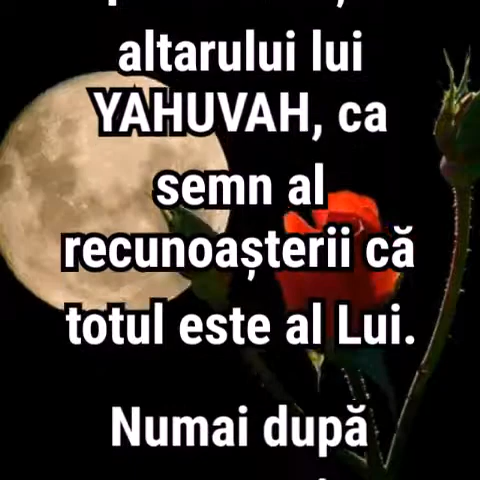 altarului lui
YAHUVAH, ca
semn al
recunoașterii că
totul este al Lui.
Numai după